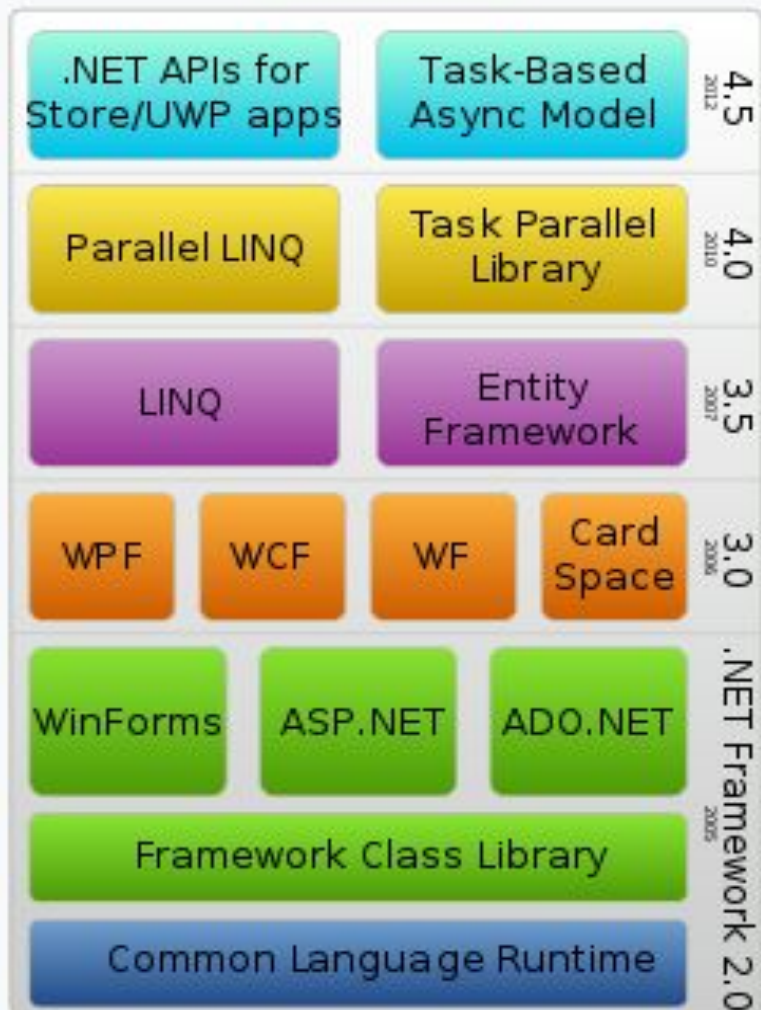 .NET APIs for
Store/UWP apps
Task-Based
Async Model
4.5
2012
Parallel LINQ
Task Parallel
Library
4.0
2010
LINQ
Entity
Framework
3.5
2007
WPF
WCF
WF
Card
Space
3.0
2006
WinForms
ASP.NET
ADO.NET
Framework Class Library
Common Language Runtime
.NET Framework 2.0
2005